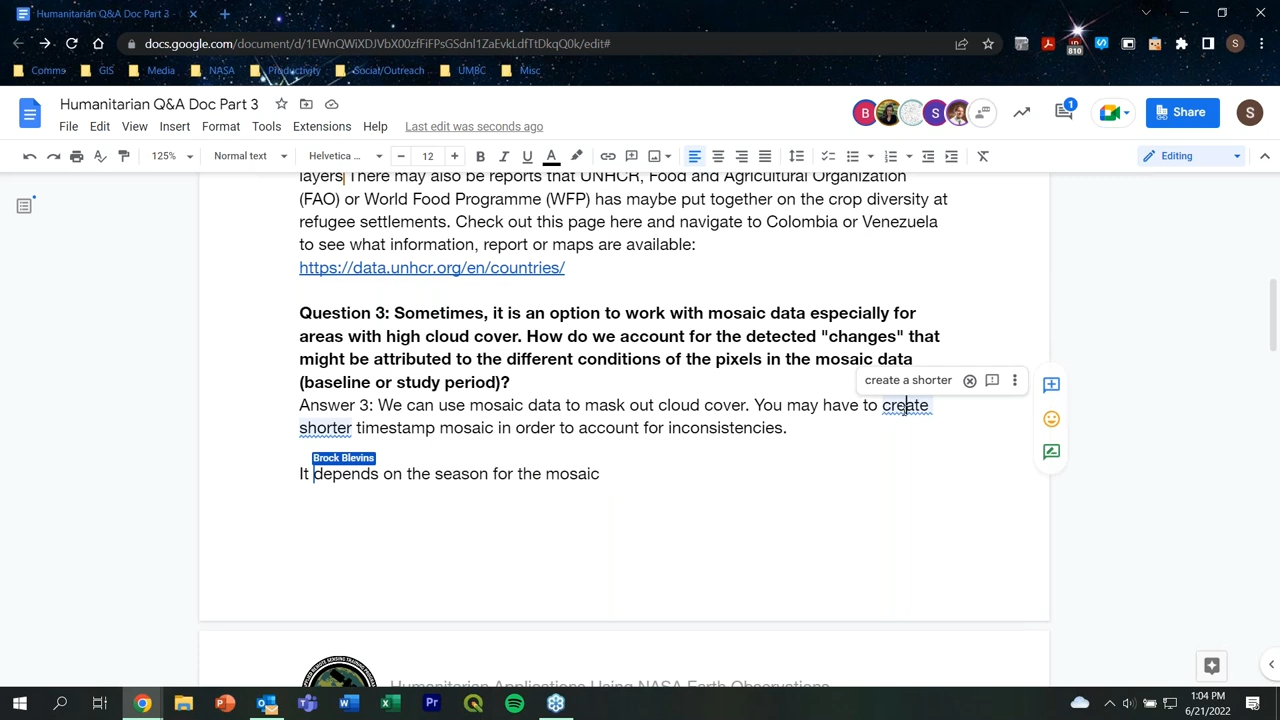 Humanitarian Q&A Doc Part 3
docs.google.com/document/d/1EWnQWiXDJVbX00zfFiFPsGSdnl1ZaEvkLdfTtDkqQ0k/edit#
810
S
Comms
GIS
Media
NASA
Productivity
Social/Outreach
UMBC
Misc
Humanitarian Q&A Doc Part 3
B
S
1
Share
S
File
Edit
View
Insert
Format
Tools
Extensions
Help
Last edit was seconds ago
125%
Normal text
Helvetica ...
12
B
I
U
A
Editing
layers There may also be reports that UNHCR, Food and Agricultural Organization
(FAO) or World Food Programme (WFP) has maybe put together on the crop diversity at
refugee settlements. Check out this page here and navigate to Colombia or Venezuela
to see what information, report or maps are available:
https://data.unhcr.org/en/countries/
Question 3: Sometimes, it is an option to work with mosaic data especially for
areas with high cloud cover. How do we account for the detected "changes" that
might be attributed to the different conditions of the pixels in the mosaic data
(baseline or study period)?
create a shorter
Answer 3: We can use mosaic data to mask out cloud cover. You may have to create
shorter timestamp mosaic in order to account for inconsistencies.
Brock Blevins
It depends on the season for the mosaic
Humanitarian Applications Using NASA Earth Observations
1:04 PM
6/21/2022